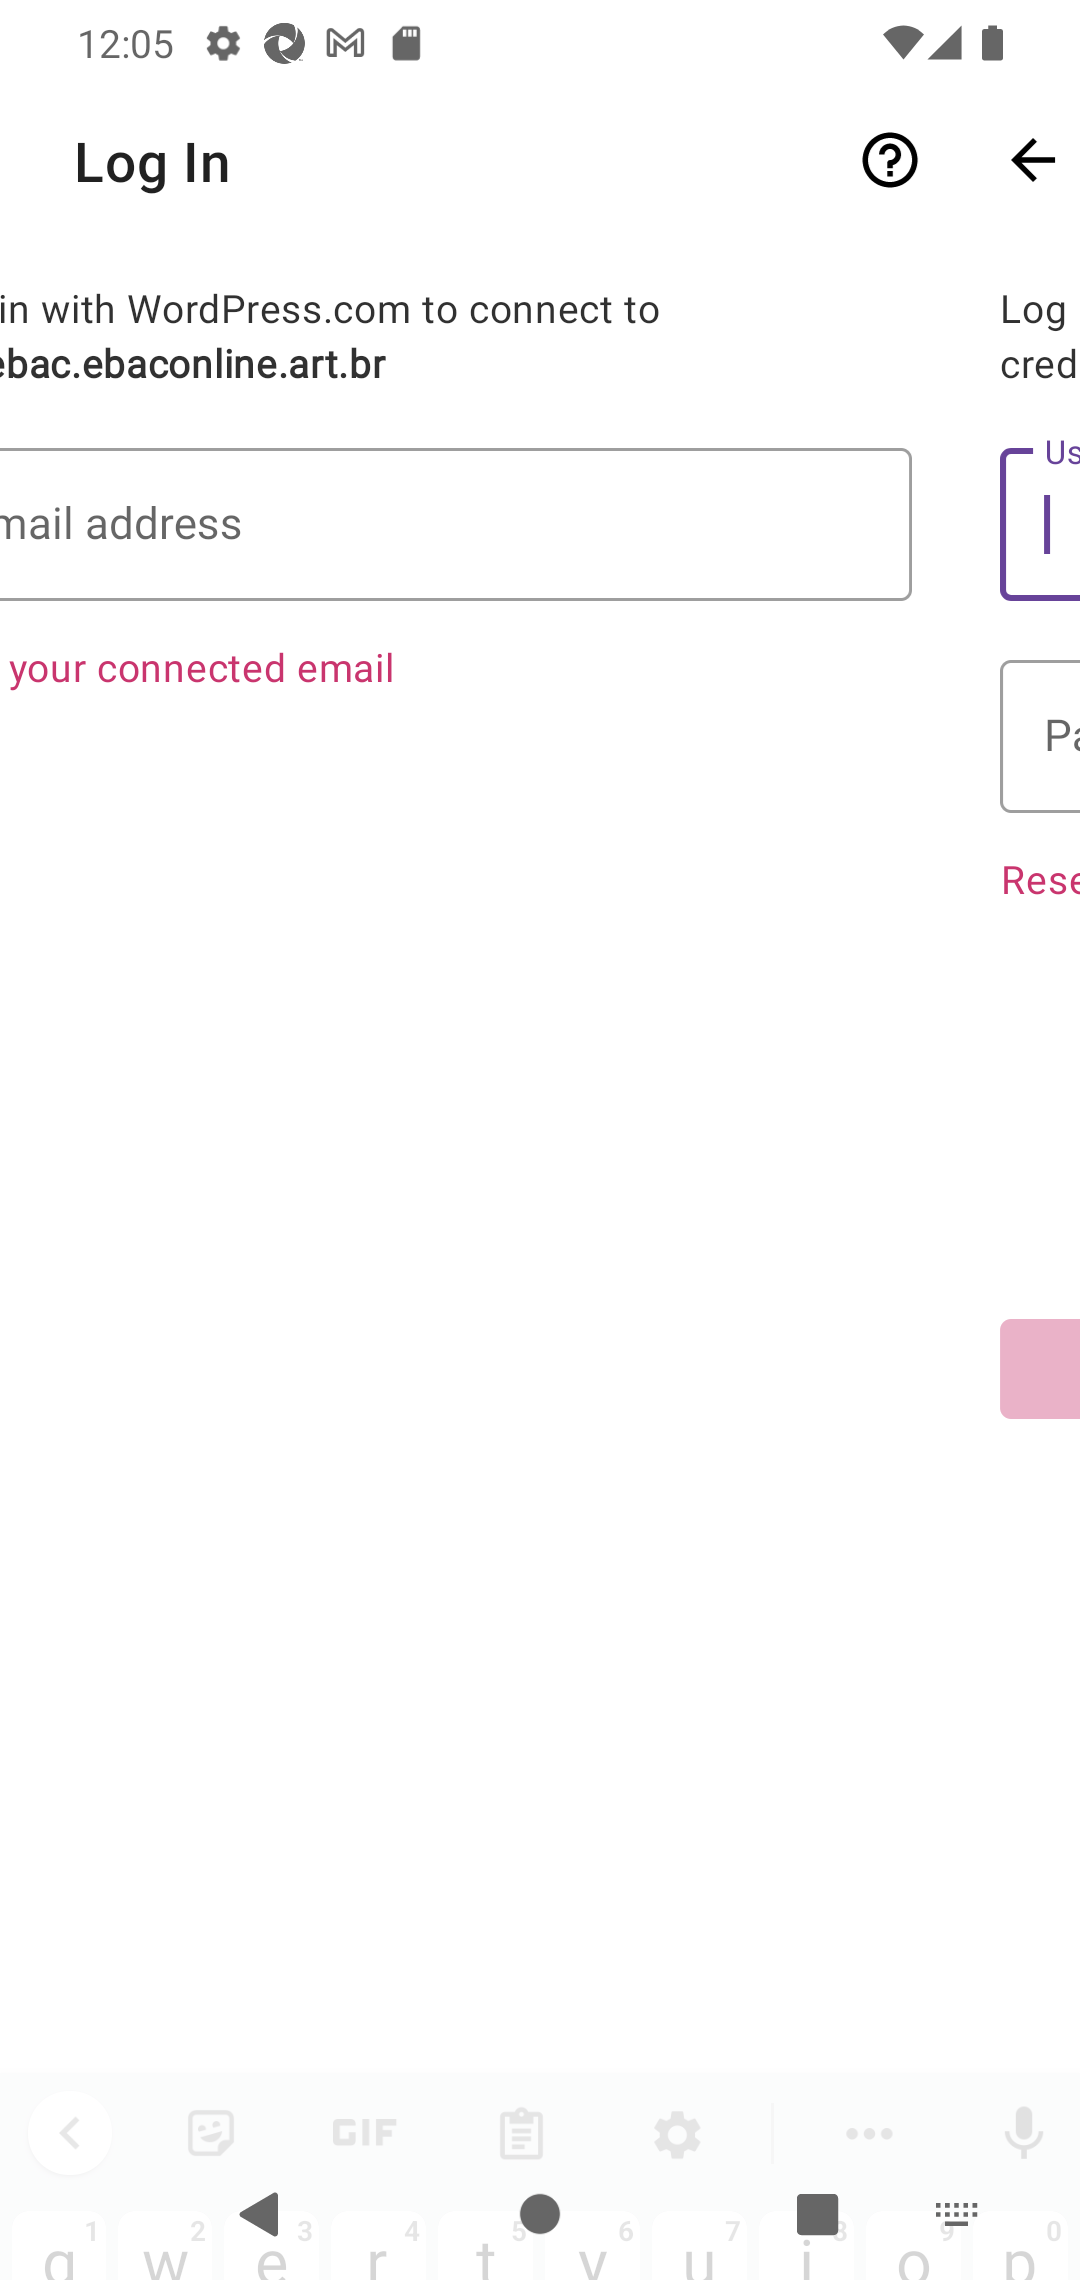 12:05
Log In
in with WordPress.com to connect to
ebac.ebaconline.art.br
mail address
your connected email
Log
cred
Us
Pa
Rese
GIF
1 2 3 4 5 6 7 8 9 0
q w e r t y u i o p